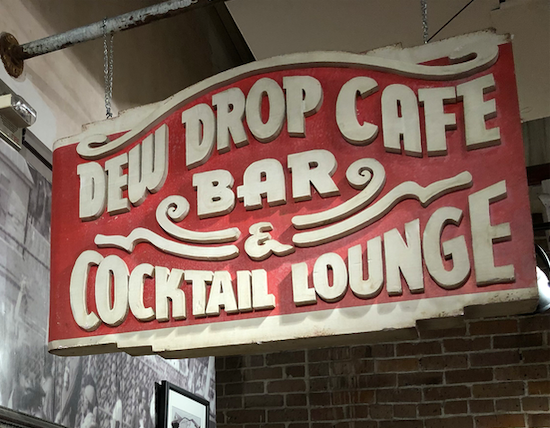 DEW DROP CAFE
BAR
&
COCKTAIL LOUNGE